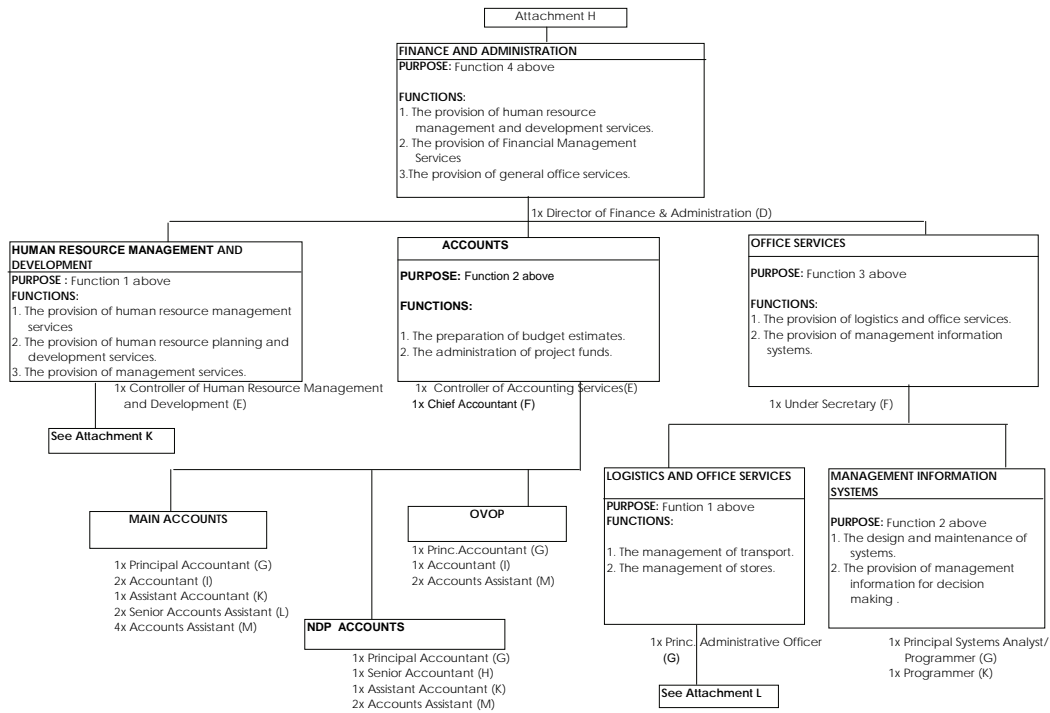 Attachment H
FINANCE AND ADMINISTRATION
PURPOSE: Function 4 above
FUNCTIONS:
1. The provision of human resource
management and development services.
2. The provision of Financial Management
Services
3.The provision of general office services.
1x Director of Finance & Administration (D)
HUMAN RESOURCE MANAGEMENT AND
DEVELOPMENT
PURPOSE : Function 1 above
FUNCTIONS:
1. The provision of human resource management
services
2. The provision of human resource planning and
development services.
3. The provision of management services.
1x Controller of Human Resource Management
and Development (E)
See Attachment K
ACCOUNTS
PURPOSE: Function 2 above
FUNCTIONS:
1. The preparation of budget estimates.
2. The administration of project funds.
1x Controller of Accounting Services(E)
1x Chief Accountant (F)
OFFICE SERVICES
PURPOSE: Function 3 above
FUNCTIONS:
1. The provision of logistics and office services.
2. The provision of management information
systems.
1x Under Secretary (F)
MAIN ACCOUNTS
1x Principal Accountant (G)
2x Accountant (I)
1x Assistant Accountant (K)
2x Senior Accounts Assistant (L)
4x Accounts Assistant (M)
NDP ACCOUNTS
1x Principal Accountant (G)
1x Senior Accountant (H)
1x Assistant Accountant (K)
2x Accounts Assistant (M)
OVOP
1x Princ.Accountant (G)
1x Accountant (I)
2x Accounts Assistant (M)
LOGISTICS AND OFFICE SERVICES
PURPOSE: Funtion 1 above
FUNCTIONS:
1. The management of transport.
2. The management of stores.
1x Princ. Administrative Officer
(G)
See Attachment L
MANAGEMENT INFORMATION
SYSTEMS
PURPOSE: Function 2 above
1. The design and maintenance of
systems.
2. The provision of management
information for decision
making .
1x Principal Systems Analyst/
Programmer (G)
1x Programmer (K)